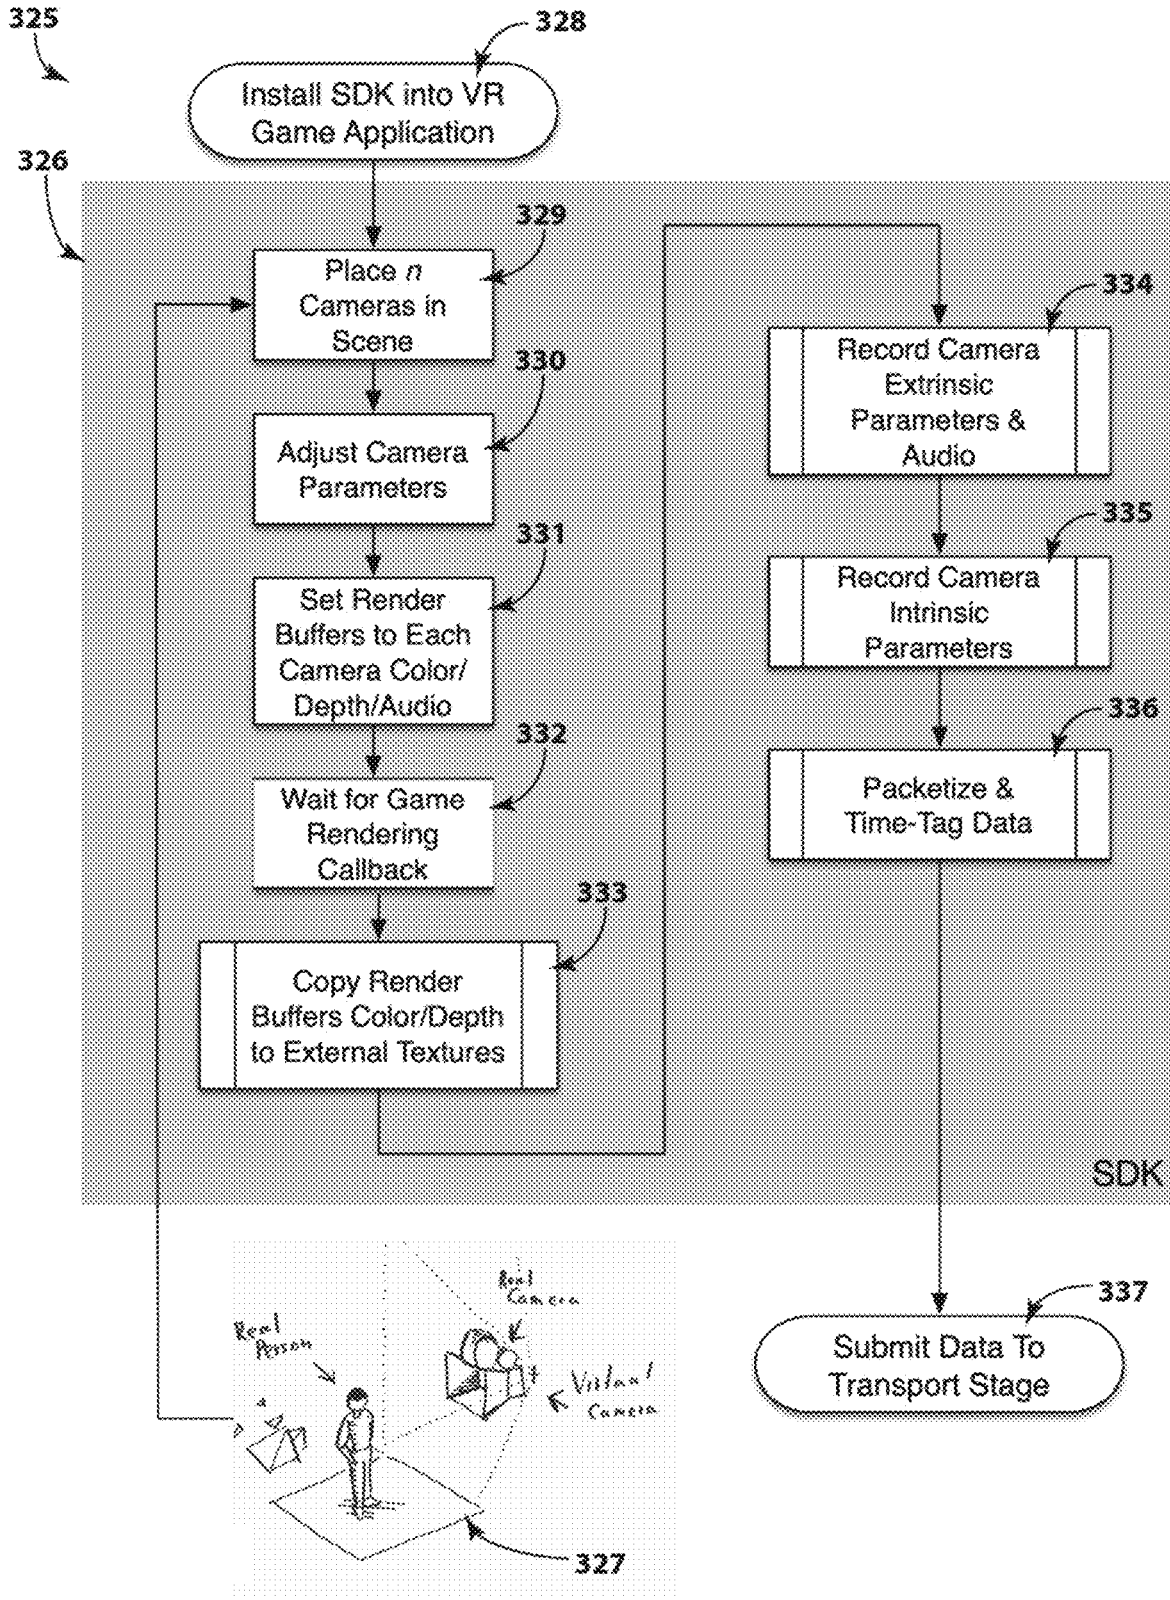 325
328
Install SDK into VR
Game Application
326
329
Place n
Cameras in
Scene
330
Adjust Camera
Parameters
331
Set Render
Buffers to Each
Camera Color/
Depth/Audio
332
Wait for Game
Rendering
Callback
333
Copy Render
Buffers Color/Depth
to External Textures
334
Record Camera
Extrinsic
Parameters &
Audio
335
Record Camera
Intrinsic
Parameters
336
Packetize &
Time-Tag Data
SDK
337
Submit Data To
Transport Stage
Real
Person
Real
Camera
Virtual
Camera
327